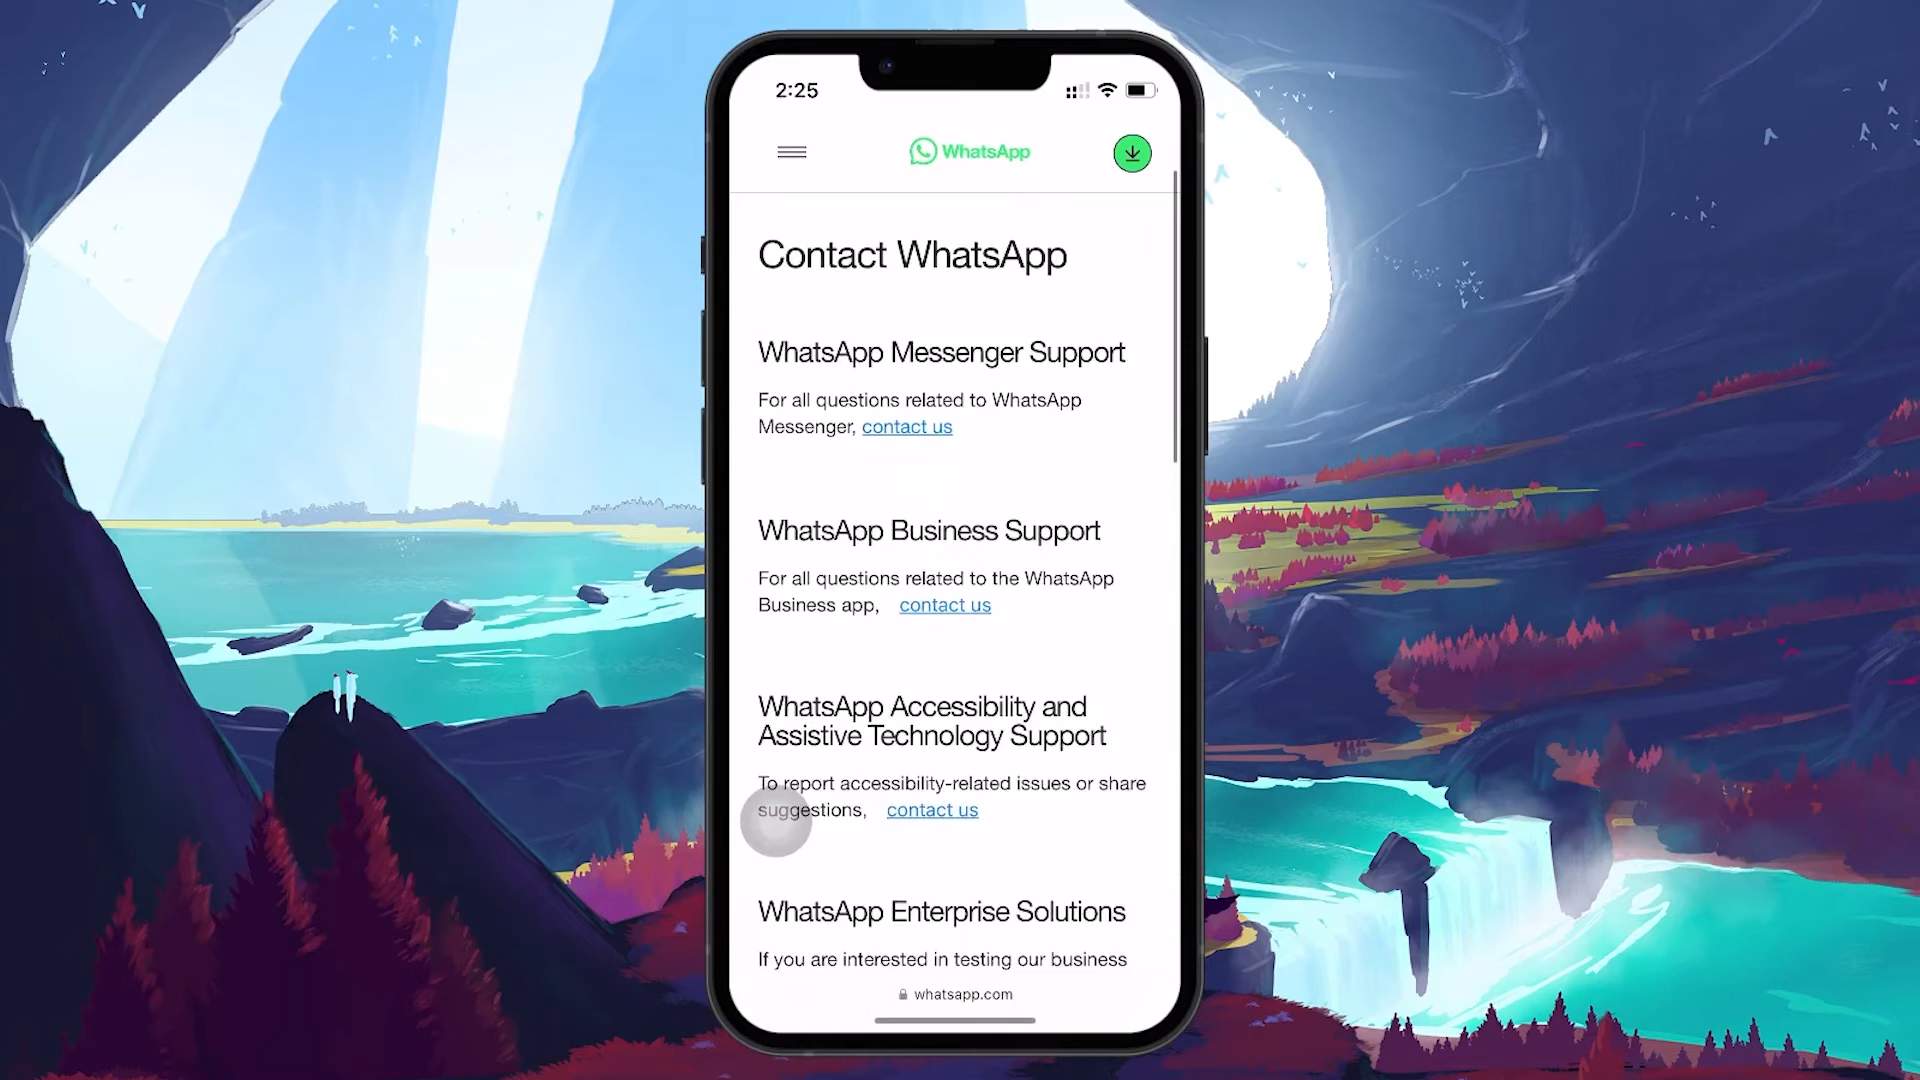 2:25
WhatsApp
Contact WhatsApp
WhatsApp Messenger Support
For all questions related to WhatsApp
Messenger, contact us
WhatsApp Business Support
For all questions related to the WhatsApp
Business app, contact us
WhatsApp Accessibility and
Assistive Technology Support
To report accessibility-related issues or share
suggestions, contact us
WhatsApp Enterprise Solutions
If you are interested in testing our business
whatsapp.com